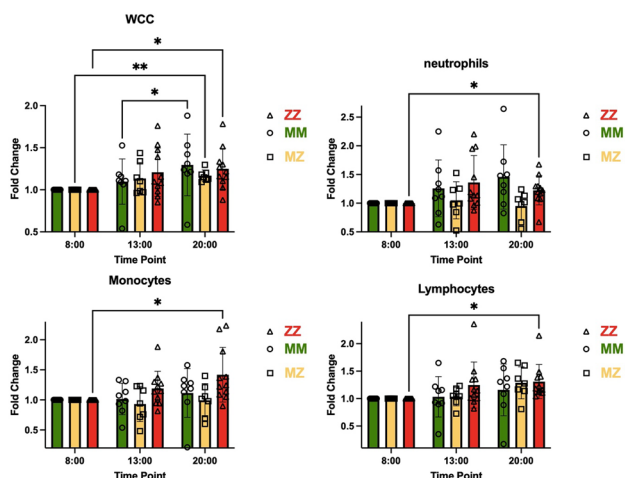 WCC
*
**
*
Fold Change
2.0
1.5
1.0
0.5
8:00
13:00
20:00
Time Point
ZZ
MM
MZ
neutrophils
*
Fold Change
2.5
2.0
1.5
1.0
0.5
8:00
13:00
20:00
Time Point
ZZ
MM
MZ
Monocytes
*
Fold Change
2.0
1.5
1.0
0.5
8:00
13:00
20:00
Time Point
ZZ
MM
MZ
Lymphocytes
*
Fold Change
2.5
2.0
1.5
1.0
0.5
8:00
13:00
20:00
Time Point
ZZ
MM
MZ